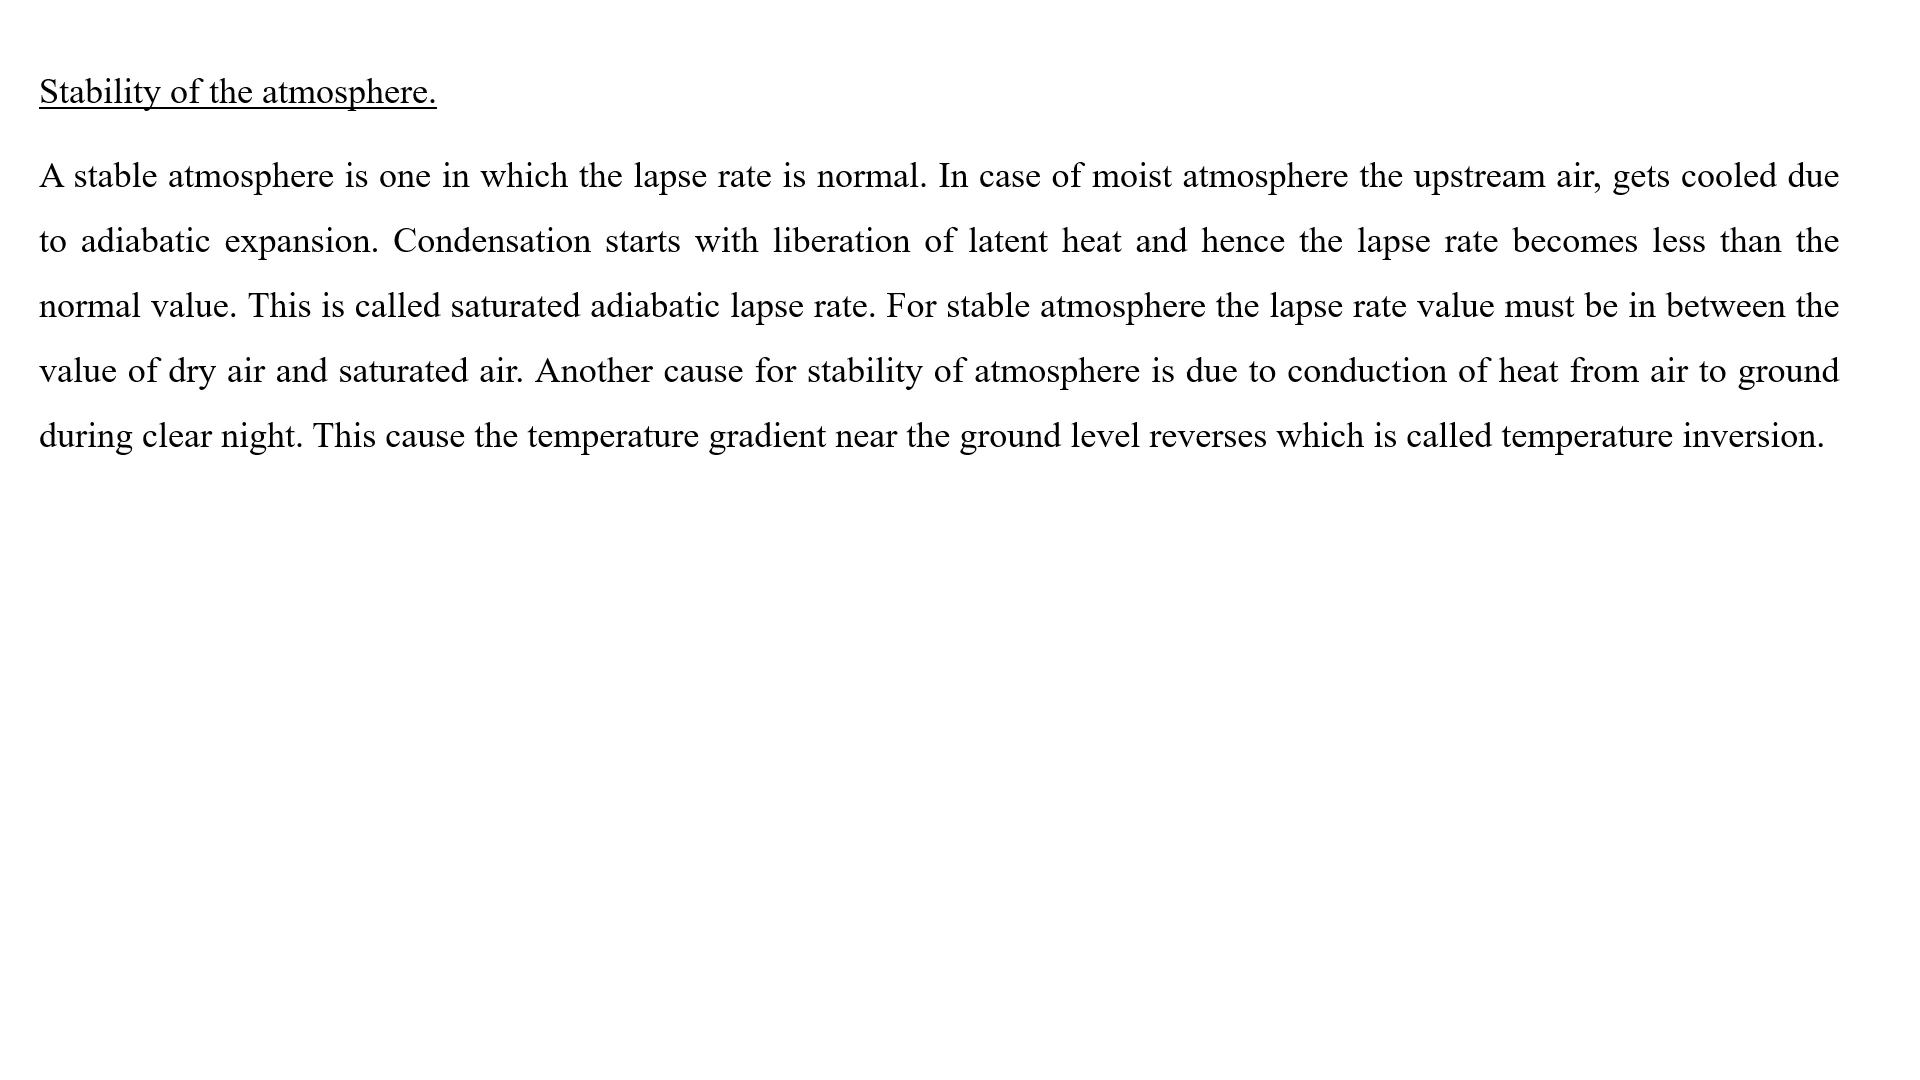 Stability of the atmosphere.
A stable atmosphere is one in which the lapse rate is normal. In case of moist atmosphere the upstream air, gets cooled due
to adiabatic expansion. Condensation starts with liberation of latent heat and hence the lapse rate becomes less than the
normal value. This is called saturated adiabatic lapse rate. For stable atmosphere the lapse rate value must be in between the
value of dry air and saturated air. Another cause for stability of atmosphere is due to conduction of heat from air to ground
during clear night. This cause the temperature gradient near the ground level reverses which is called temperature inversion.